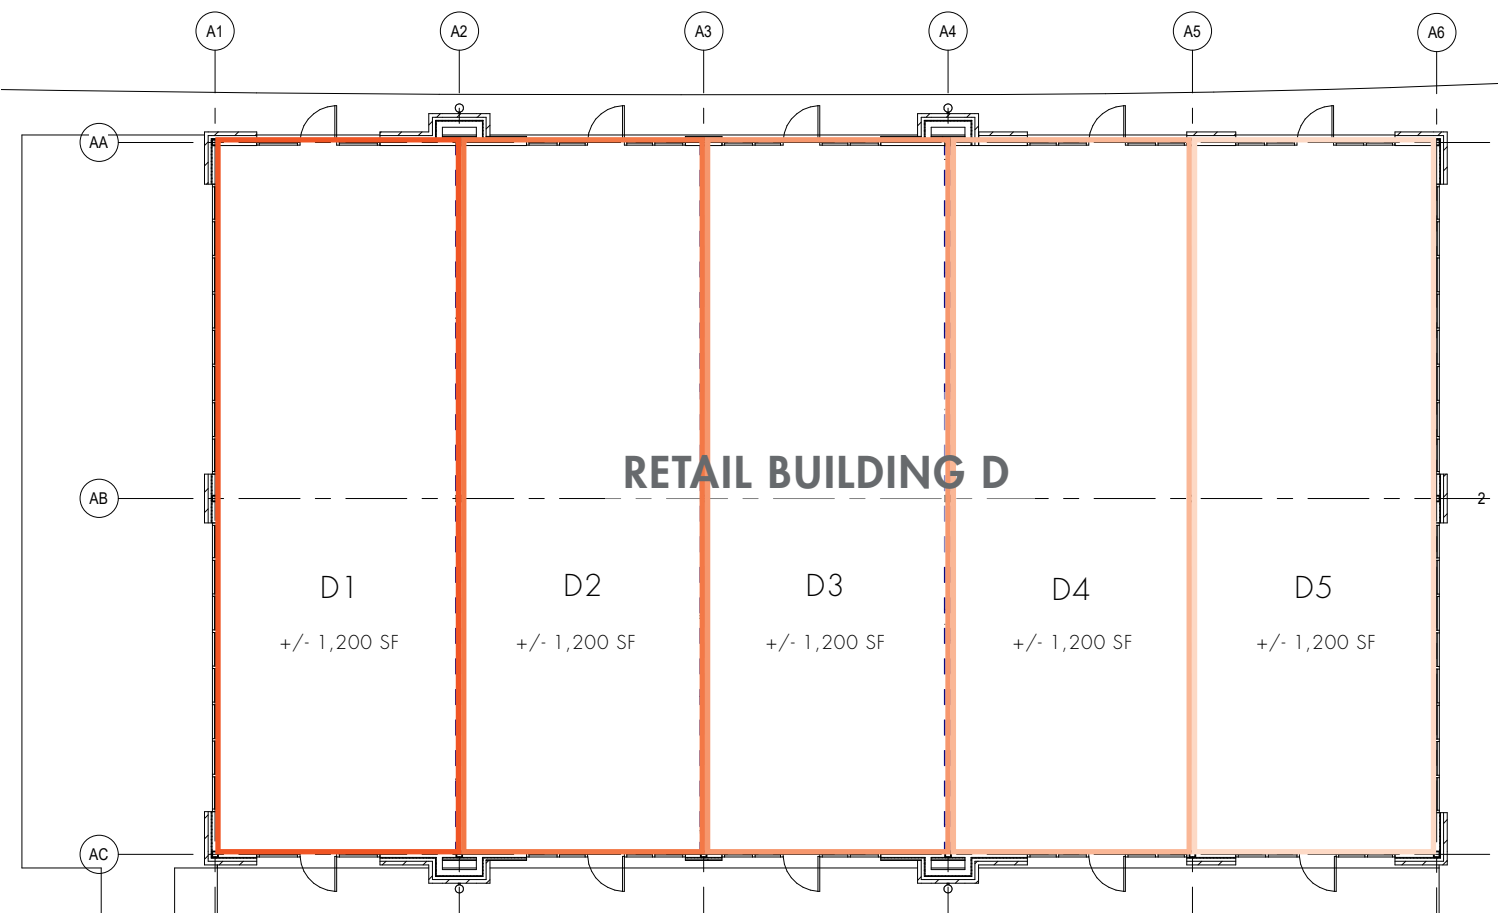 A1 A2 A3 A4 A5 A6
AA
RETAIL BUILDING D
AB 2
D1 D2 D3 D4 D5
+/- 1,200 SF +/- 1,200 SF +/- 1,200 SF +/- 1,200 SF +/- 1,200 SF
AC